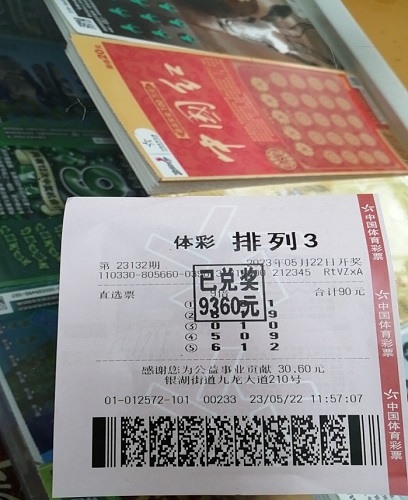 中国红
体彩 排列3
第 23132期 2023年05月22日开奖
110330-805660-0 212345 RtVZxA
直选票 合计90元
已兑奖
9360元
① 1
② 9
③ 0 1 0
④ 5 0 9
⑤ 6 1 2
感谢您为公益事业贡献 30.60元
银湖街道九龙大道210号
01-012572-101 00233 23/05/22 11:57:07
中国体育彩票
中国体育彩票
中国体育彩票